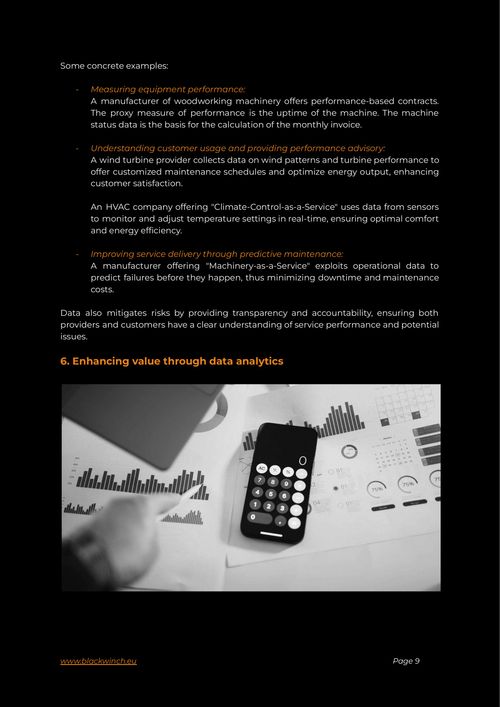 Some concrete examples:
- Measuring equipment performance:
A manufacturer of woodworking machinery offers performance-based contracts.
The proxy measure of performance is the uptime of the machine. The machine
status data is the basis for the calculation of the monthly invoice.
- Understanding customer usage and providing performance advisory:
A wind turbine provider collects data on wind patterns and turbine performance to
offer customized maintenance schedules and optimize energy output, enhancing
customer satisfaction.
An HVAC company offering "Climate-Control-as-a-Service" uses data from sensors
to monitor and adjust temperature settings in real-time, ensuring optimal comfort
and energy efficiency.
- Improving service delivery through predictive maintenance:
A manufacturer offering "Machinery-as-a-Service" exploits operational data to
predict failures before they happen, thus minimizing downtime and maintenance
costs.
Data also mitigates risks by providing transparency and accountability, ensuring both
providers and customers have a clear understanding of service performance and potential
issues.
6. Enhancing value through data analytics
0
AC
7 8 9
4 5 6
1 2 3
0
75% 75%
www.blackwinch.eu
Page 9